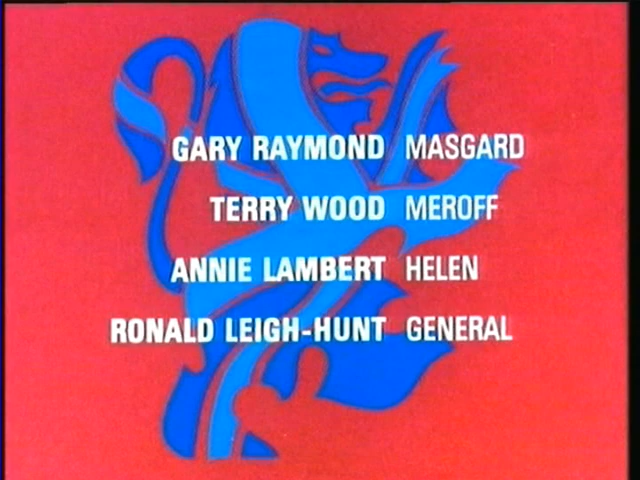 GARY RAYMOND MASGARD
TERRY WOOD MEROFF
ANNIE LAMBERT HELEN
RONALD LEIGH-HUNT GENERAL